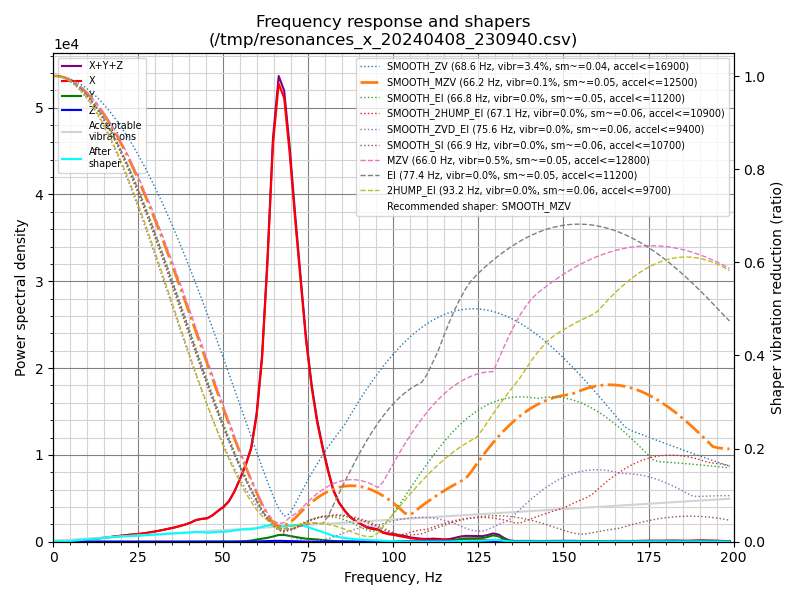 Frequency response and shapers
(/tmp/resonances_x_20240408_230940.csv)
1e4
X+Y+Z
X
Y
Z
Acceptable
vibrations
After
shaper
SMOOTH_ZV (68.6 Hz, vibr=3.4%, sm~=0.04, accel<=16900)
SMOOTH_MZV (66.2 Hz, vibr=0.1%, sm~=0.05, accel<=12500)
SMOOTH_EI (66.8 Hz, vibr=0.0%, sm~=0.05, accel<=11200)
SMOOTH_2HUMP_EI (67.1 Hz, vibr=0.0%, sm~=0.06, accel<=10900)
SMOOTH_ZVD_EI (75.6 Hz, vibr=0.0%, sm~=0.06, accel<=9400)
SMOOTH_SI (66.9 Hz, vibr=0.0%, sm~=0.06, accel<=10700)
MZV (66.0 Hz, vibr=0.5%, sm~=0.05, accel<=12800)
EI (77.4 Hz, vibr=0.0%, sm~=0.05, accel<=11200)
2HUMP_EI (93.2 Hz, vibr=0.0%, sm~=0.06, accel<=9700)
Recommended shaper: SMOOTH_MZV
Power spectral density
5
4
3
2
1
0
1.0
0.8
0.6
0.4
0.2
0.0
Shaper vibration reduction (ratio)
0 25 50 75 100 125 150 175 200
Frequency, Hz